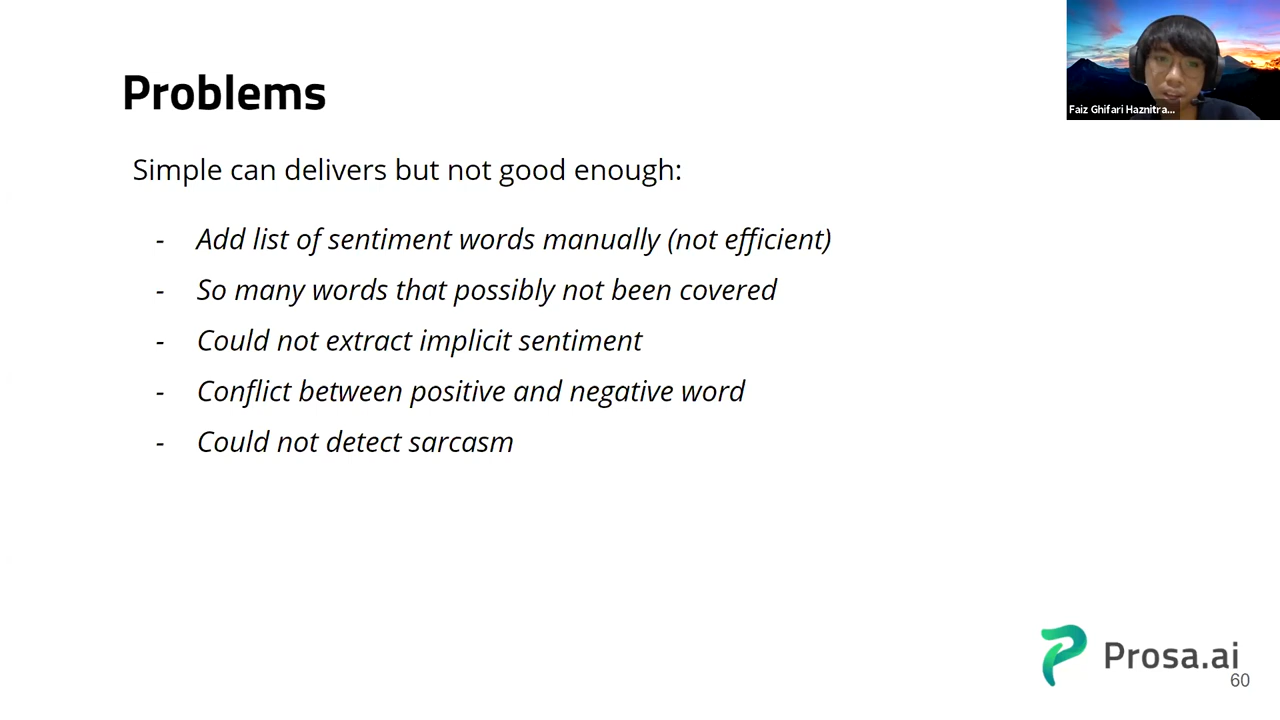 Problems
Faiz Ghifari Haznitra...
Simple can delivers but not good enough:
- Add list of sentiment words manually (not efficient)
- So many words that possibly not been covered
- Could not extract implicit sentiment
- Conflict between positive and negative word
- Could not detect sarcasm
Prosa.ai
60